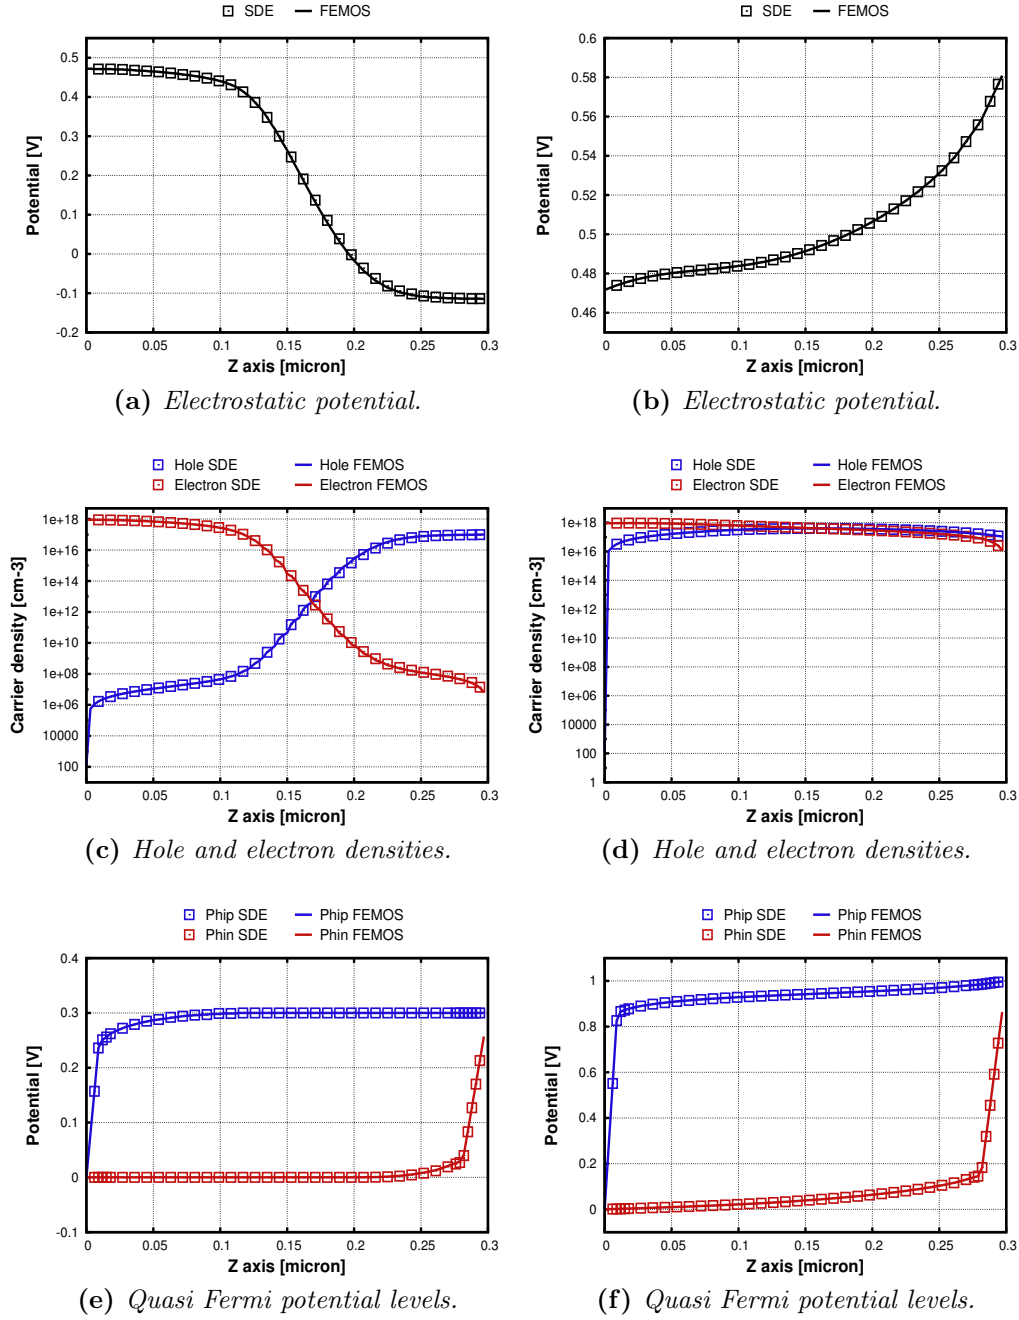 SDE FEMOS
0.5
0.4
0.3
0.2
0.1
0
-0.1
-0.2
Potential [V]
0 0.05 0.1 0.15 0.2 0.25 0.3
Z axis [micron]
(a) Electrostatic potential.
SDE FEMOS
0.6
0.58
0.56
0.54
0.52
0.5
0.48
0.46
Potential [V]
0 0.05 0.1 0.15 0.2 0.25 0.3
Z axis [micron]
(b) Electrostatic potential.
Hole SDE Hole FEMOS
Electron SDE Electron FEMOS
1e+18
1e+16
1e+14
1e+12
1e+10
1e+08
1e+06
10000
100
Carrier density [cm-3]
0 0.05 0.1 0.15 0.2 0.25 0.3
Z axis [micron]
(c) Hole and electron densities.
Hole SDE Hole FEMOS
Electron SDE Electron FEMOS
1e+18
1e+16
1e+14
1e+12
1e+10
1e+08
1e+06
10000
100
1
Carrier density [cm-3]
0 0.05 0.1 0.15 0.2 0.25 0.3
Z axis [micron]
(d) Hole and electron densities.
Phip SDE Phip FEMOS
Phin SDE Phin FEMOS
0.4
0.3
0.2
0.1
0
-0.1
Potential [V]
0 0.05 0.1 0.15 0.2 0.25 0.3
Z axis [micron]
(e) Quasi Fermi potential levels.
Phip SDE Phip FEMOS
Phin SDE Phin FEMOS
1
0.8
0.6
0.4
0.2
0
Potential [V]
0 0.05 0.1 0.15 0.2 0.25 0.3
Z axis [micron]
(f) Quasi Fermi potential levels.